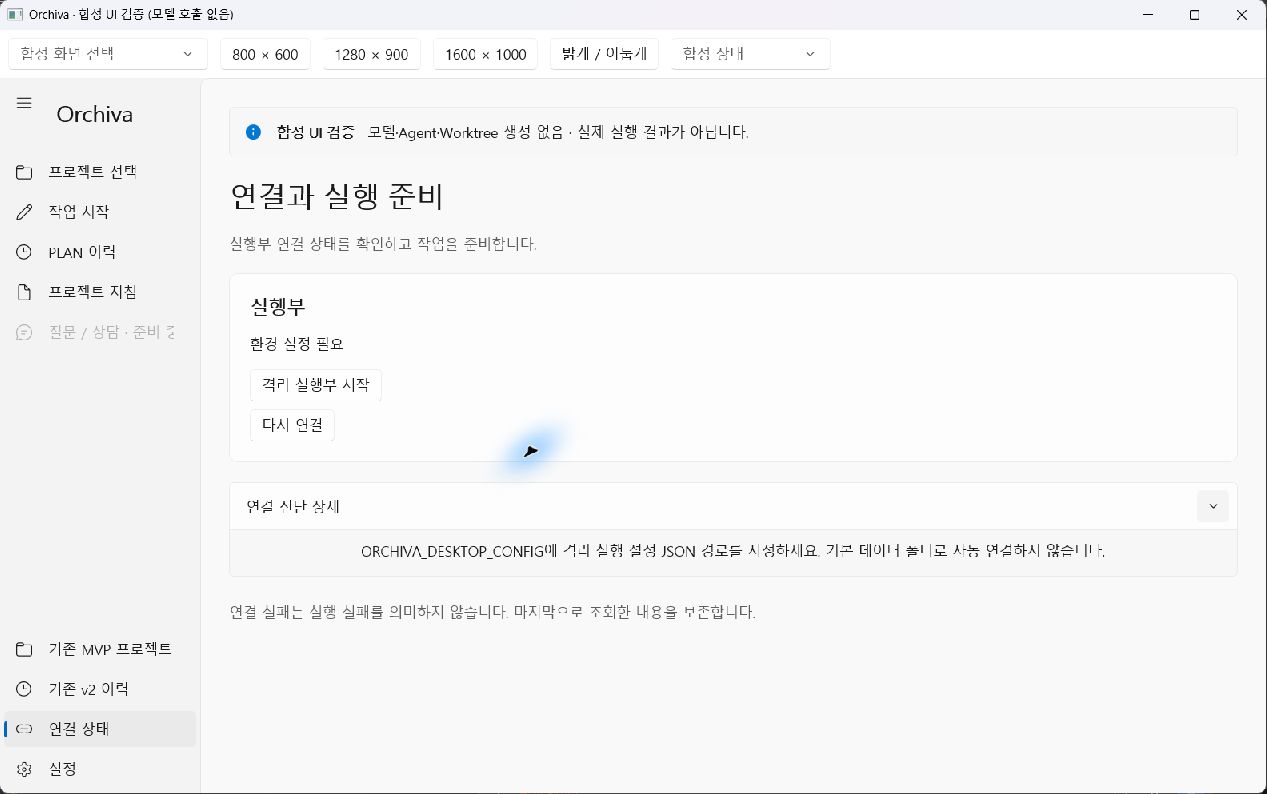 Orchiva · 합성 UI 검증 (모델 호출 없음)
합성 화면 선택
800 × 600
1280 × 900
1600 × 1000
밝게 / 어둡게
합성 상태
Orchiva
프로젝트 선택
작업 시작
PLAN 이력
프로젝트 지침
질문 / 상담 · 준비 중
합성 UI 검증 모델·Agent·Worktree 생성 없음 · 실제 실행 결과가 아닙니다.
연결과 실행 준비
실행부 연결 상태를 확인하고 작업을 준비합니다.
실행부
환경 설정 필요
격리 실행부 시작
다시 연결
연결 진단 상세
ORCHIVA_DESKTOP_CONFIG에 격리 실행 설정 JSON 경로를 지정하세요. 기본 데이터 폴더로 자동 연결하지 않습니다.
연결 실패는 실행 실패를 의미하지 않습니다. 마지막으로 조회한 내용을 보존합니다.
기존 MVP 프로젝트
기존 v2 이력
연결 상태
설정